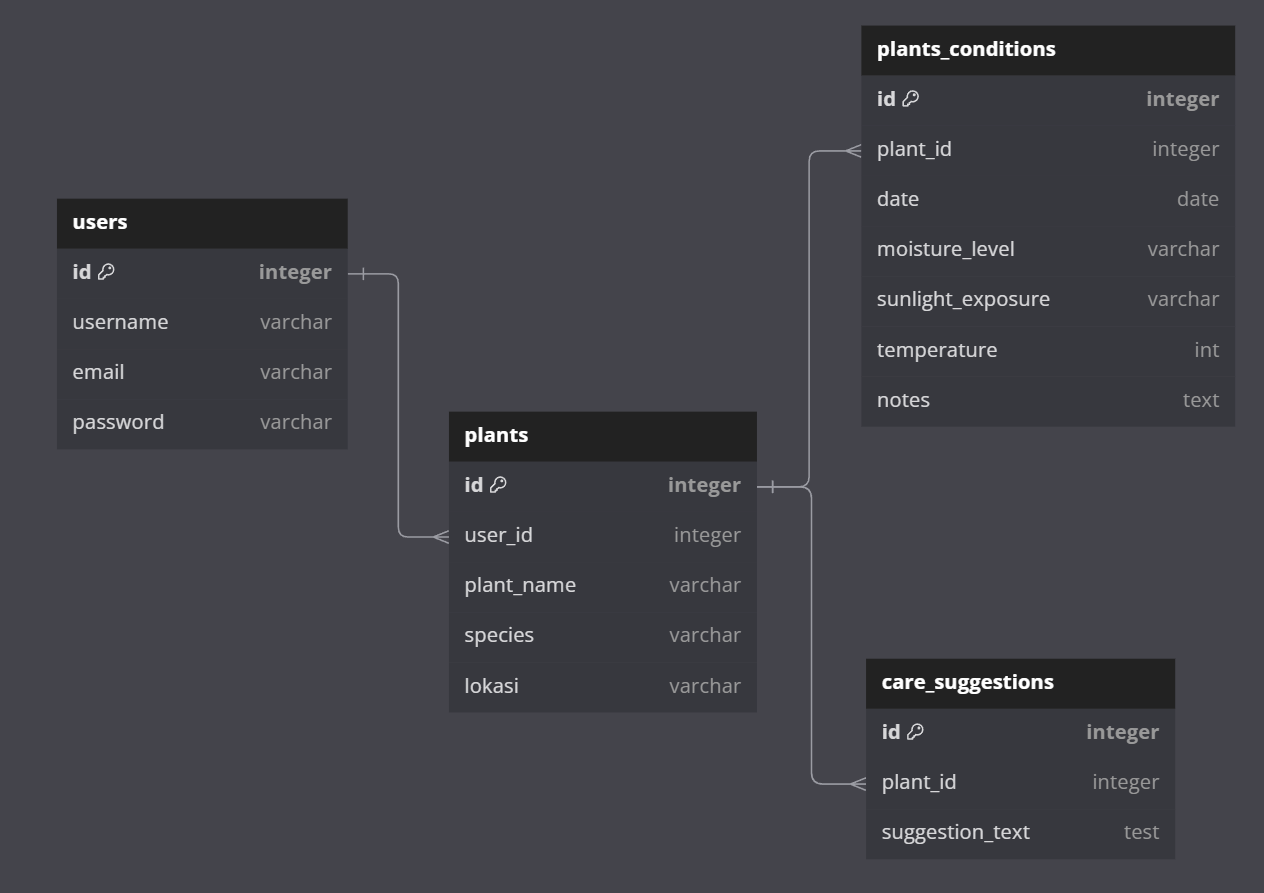 users
id integer
username varchar
email varchar
password varchar
plants
id integer
user_id integer
plant_name varchar
species varchar
lokasi varchar
plants_conditions
id integer
plant_id integer
date date
moisture_level varchar
sunlight_exposure varchar
temperature int
notes text
care_suggestions
id integer
plant_id integer
suggestion_text test